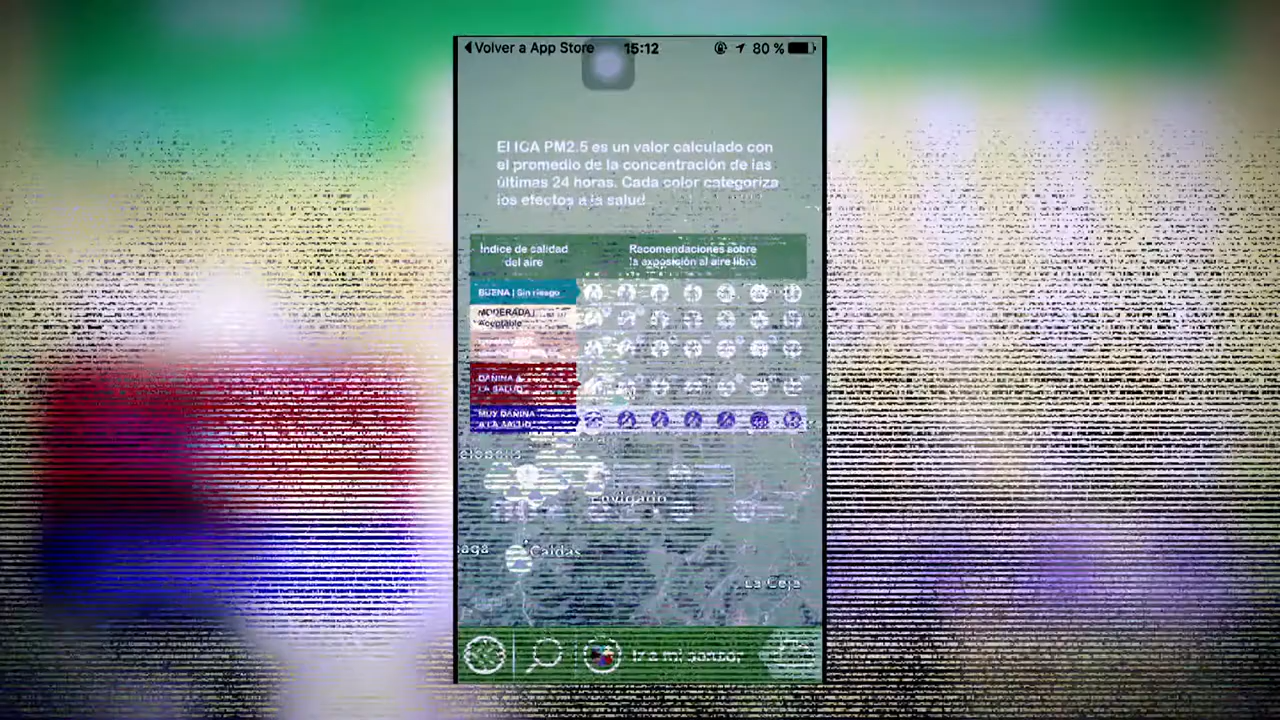 Volver a App Store 15:12 80 %
El ICA PM2.5 es un valor calculado con
el promedio de la concentración de las
últimas 24 horas. Cada color categoriza
los efectos a la salud
Índice de calidad
del aire
Recomendaciones sobre
la exposición al aire libre
BUENA | Sin riesgo
MODERADA |
Aceptable
DAÑINA A
LA SALUD
MUY DAÑINA
A LA SALUD
Envigado
Caldas
La Ceja
Ir a mi sensor